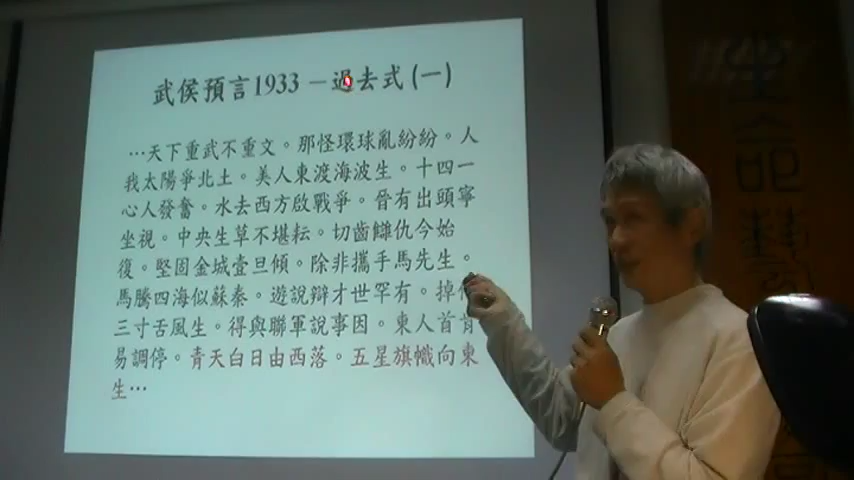 武侯預言1933－過去式(一)
…天下重武不重文。那怪環球亂紛紛。人
我太陽爭北土。美人東渡海波生。十四一
心人發奮。水去西方啟戰爭。晉有出頭寧
坐視。中央生草不堪耘。切齒讎仇今始
復。堅固金城壹旦傾。除非攜手馬先生。
馬騰四海似蘇秦。遊說辯才世罕有。掉
三寸舌風生。得與聯軍說事因。東人首肯
易調停。青天白日由西落。五星旗幟向東
生…
命